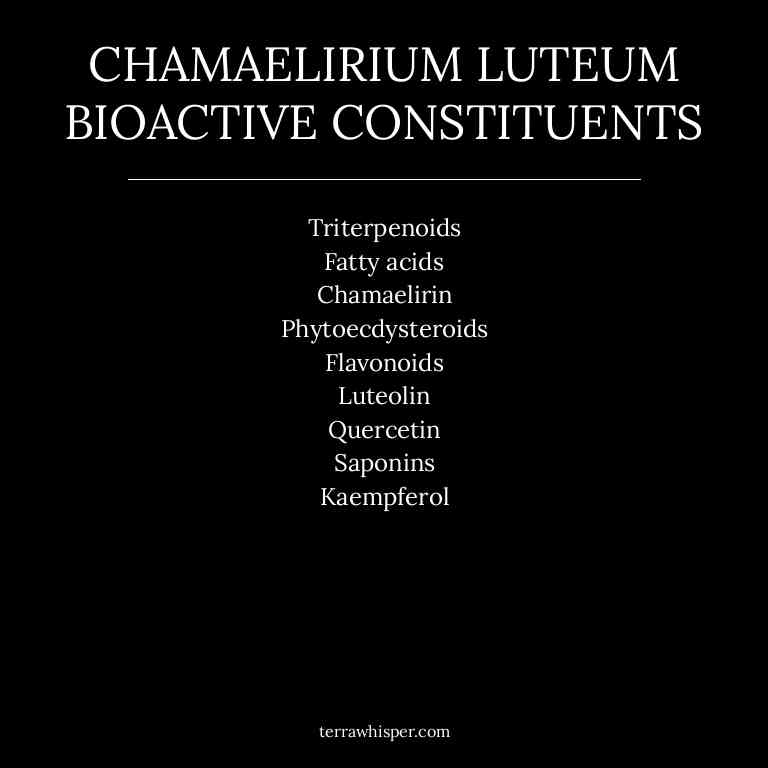 CHAMAELIRIUM LUTEUM
BIOACTIVE CONSTITUENTS
Triterpenoids
Fatty acids
Chamaelirin
Phytoecdysteroids
Flavonoids
Luteolin
Quercetin
Saponins
Kaempferol
terrawhisper.com